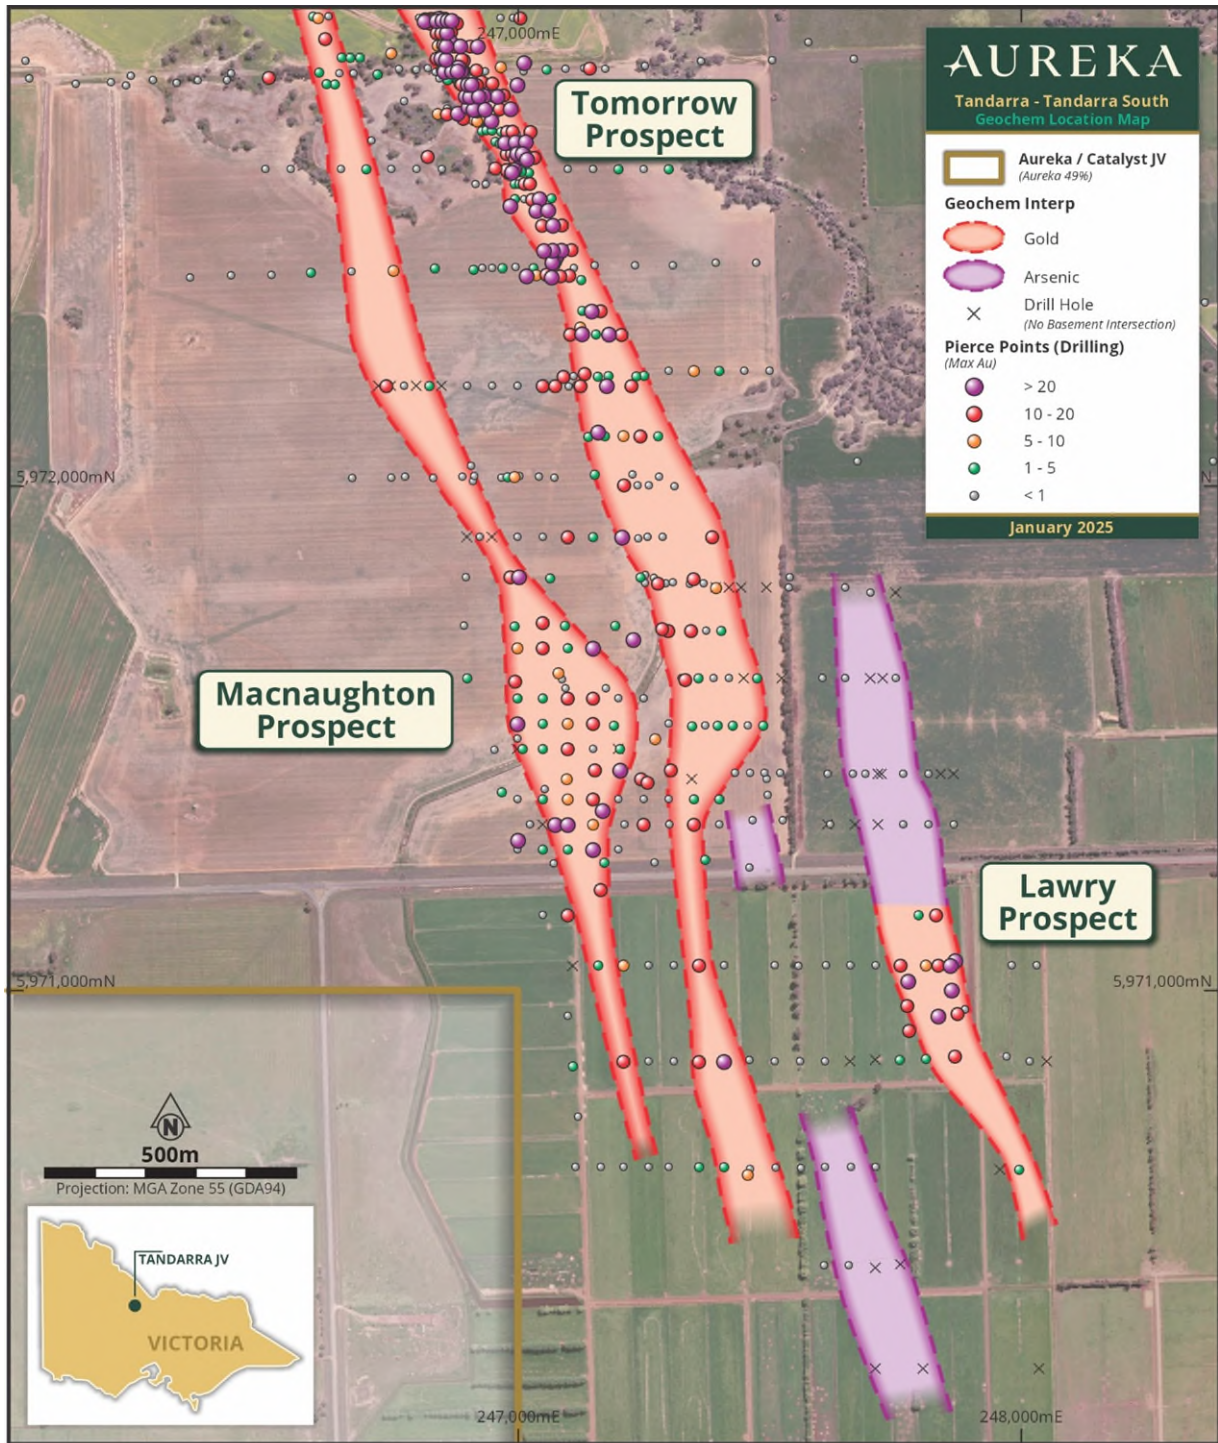 247,000mE
Tomorrow
Prospect
AUREKA
Tandarra - Tandarra South
Geochem Location Map
Aureka / Catalyst JV
(Aureka 49%)
Geochem Interp
Gold
Arsenic
Drill Hole
(No Basement Intersection)
Pierce Points (Drilling)
(Max Au)
> 20
10 - 20
5 - 10
1 - 5
< 1
January 2025
5,972,000mN
N
Macnaughton
Prospect
Lawry
Prospect
5,971,000mN
5,971,000mN
N
500m
Projection: MGA Zone 55 (GDA94)
TANDARRA JV
VICTORIA
247,000mE
248,000mE